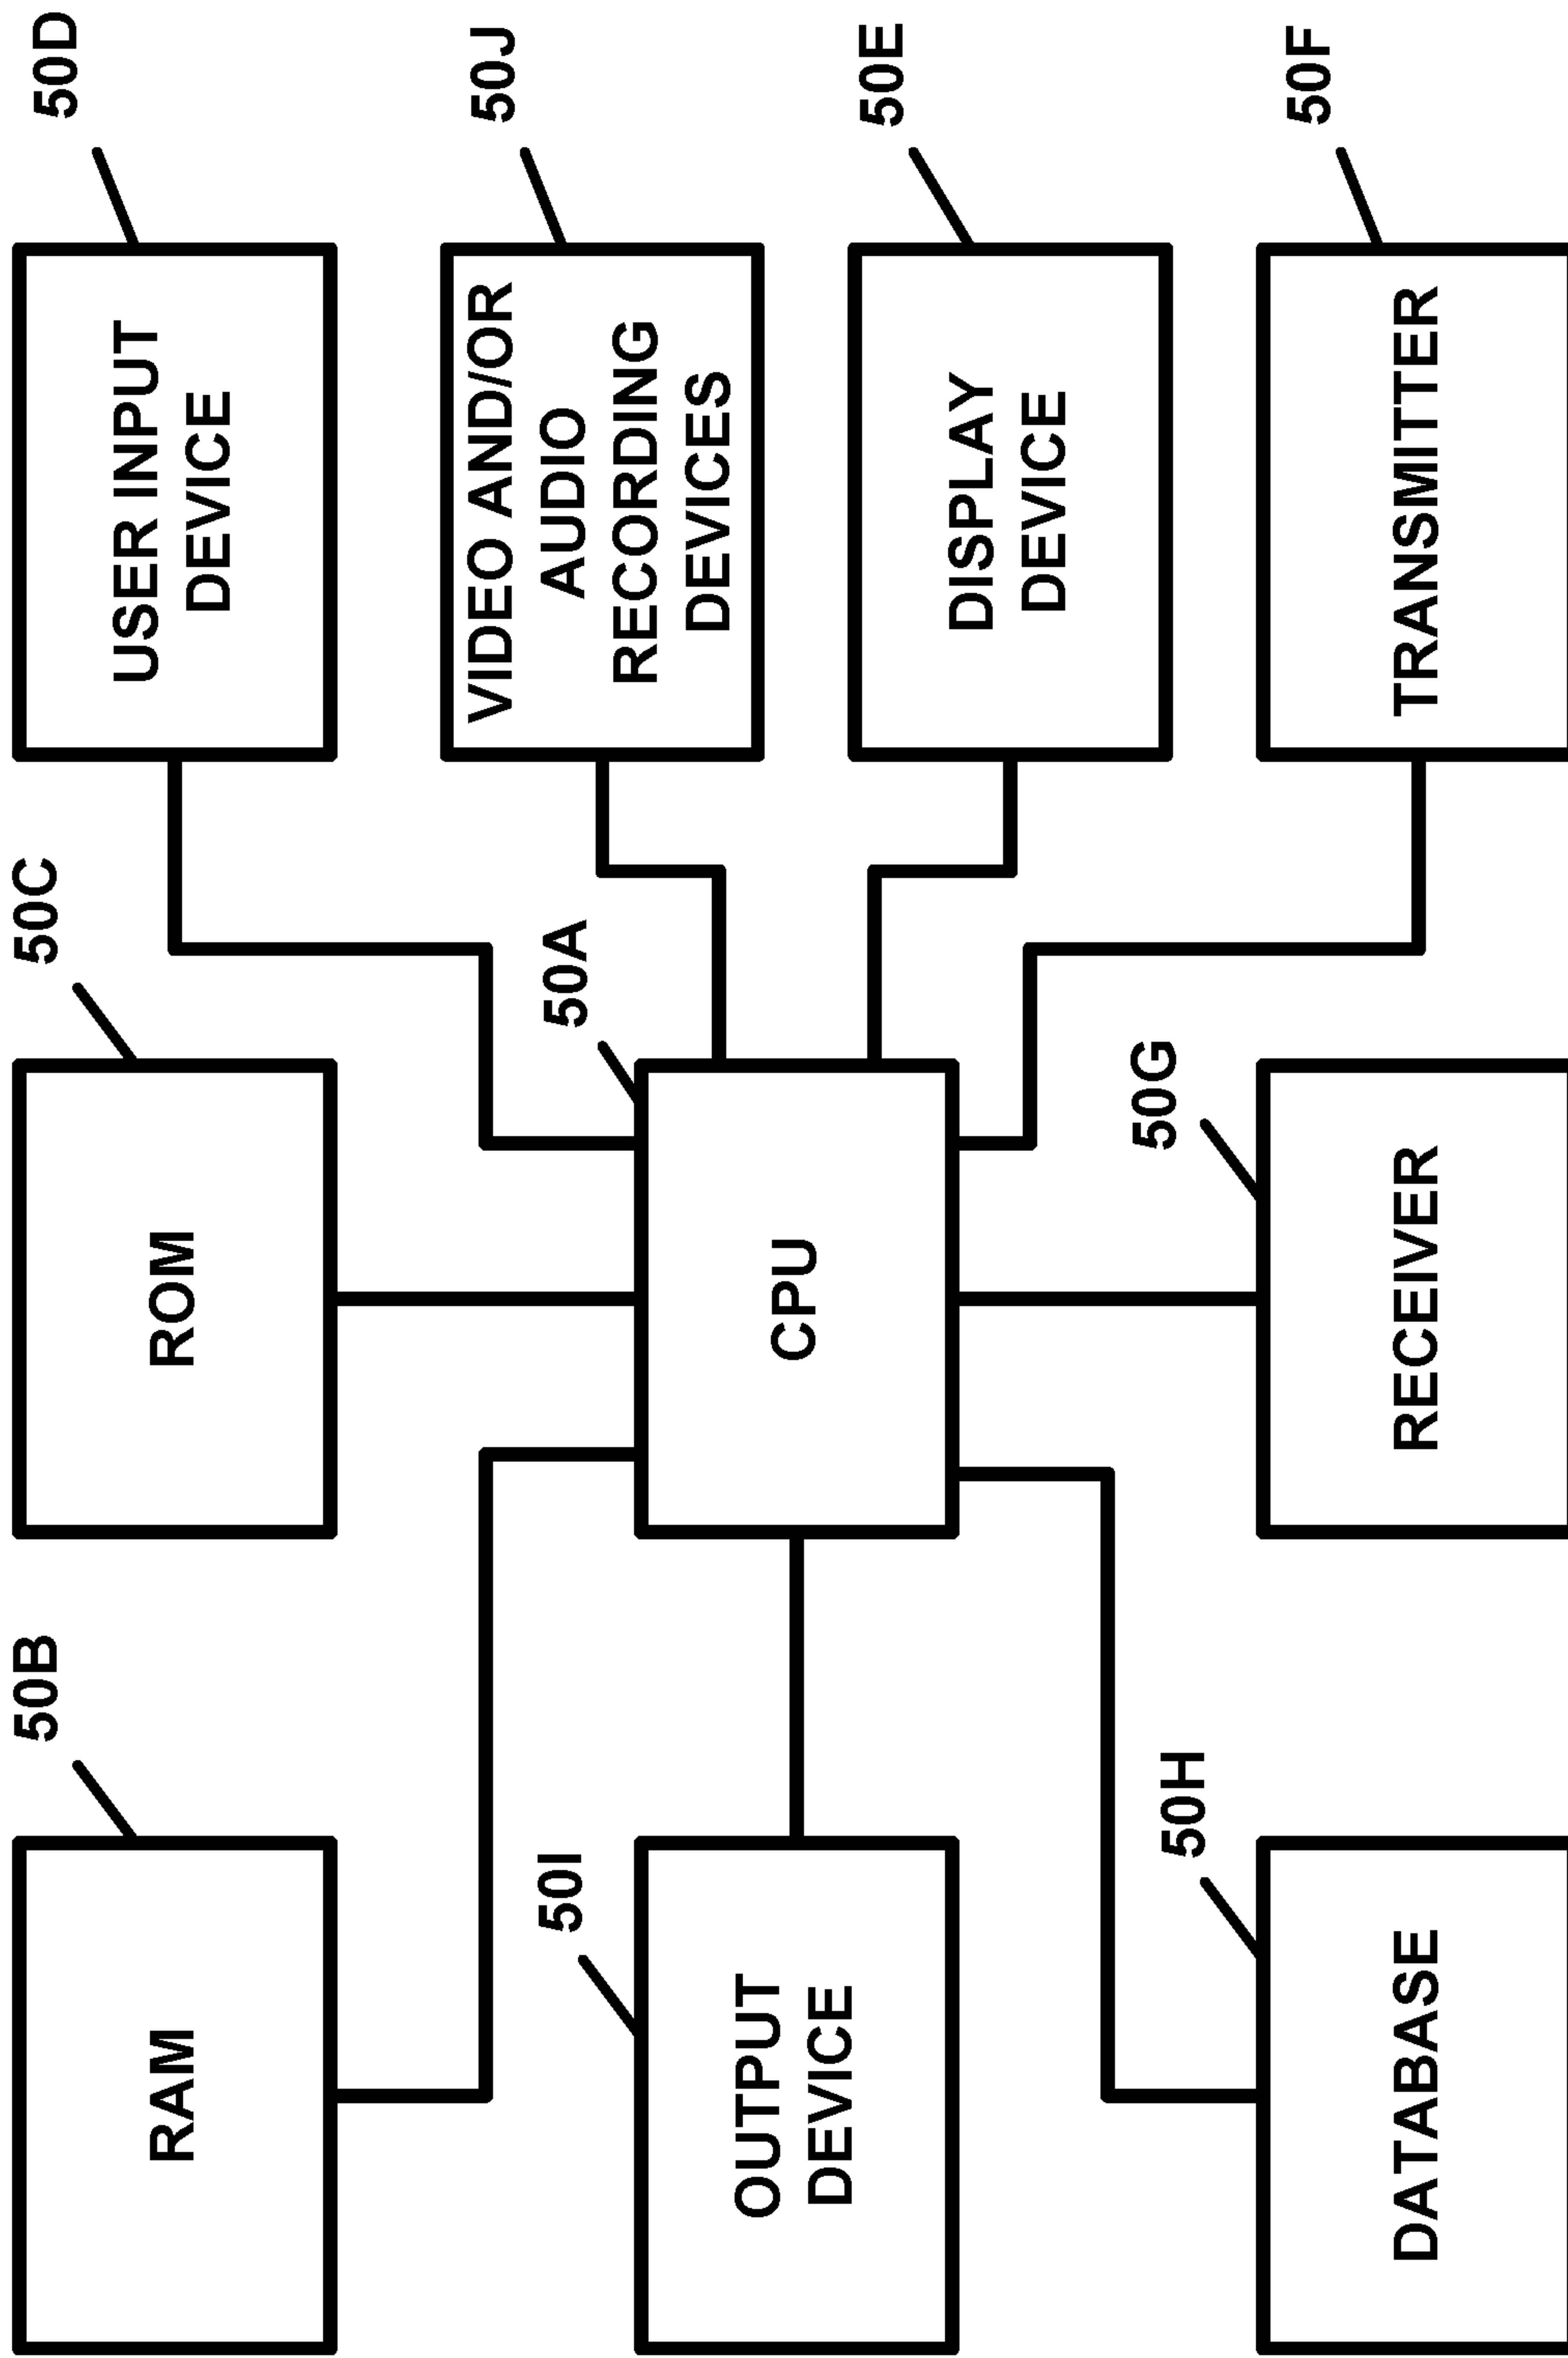 50B
RAM
50C
ROM
50D
USER INPUT
DEVICE
50I
OUTPUT
DEVICE
50A
CPU
50J
VIDEO AND/OR
AUDIO
RECORDING
DEVICES
50E
DISPLAY
DEVICE
50H
DATABASE
50G
RECEIVER
50F
TRANSMITTER